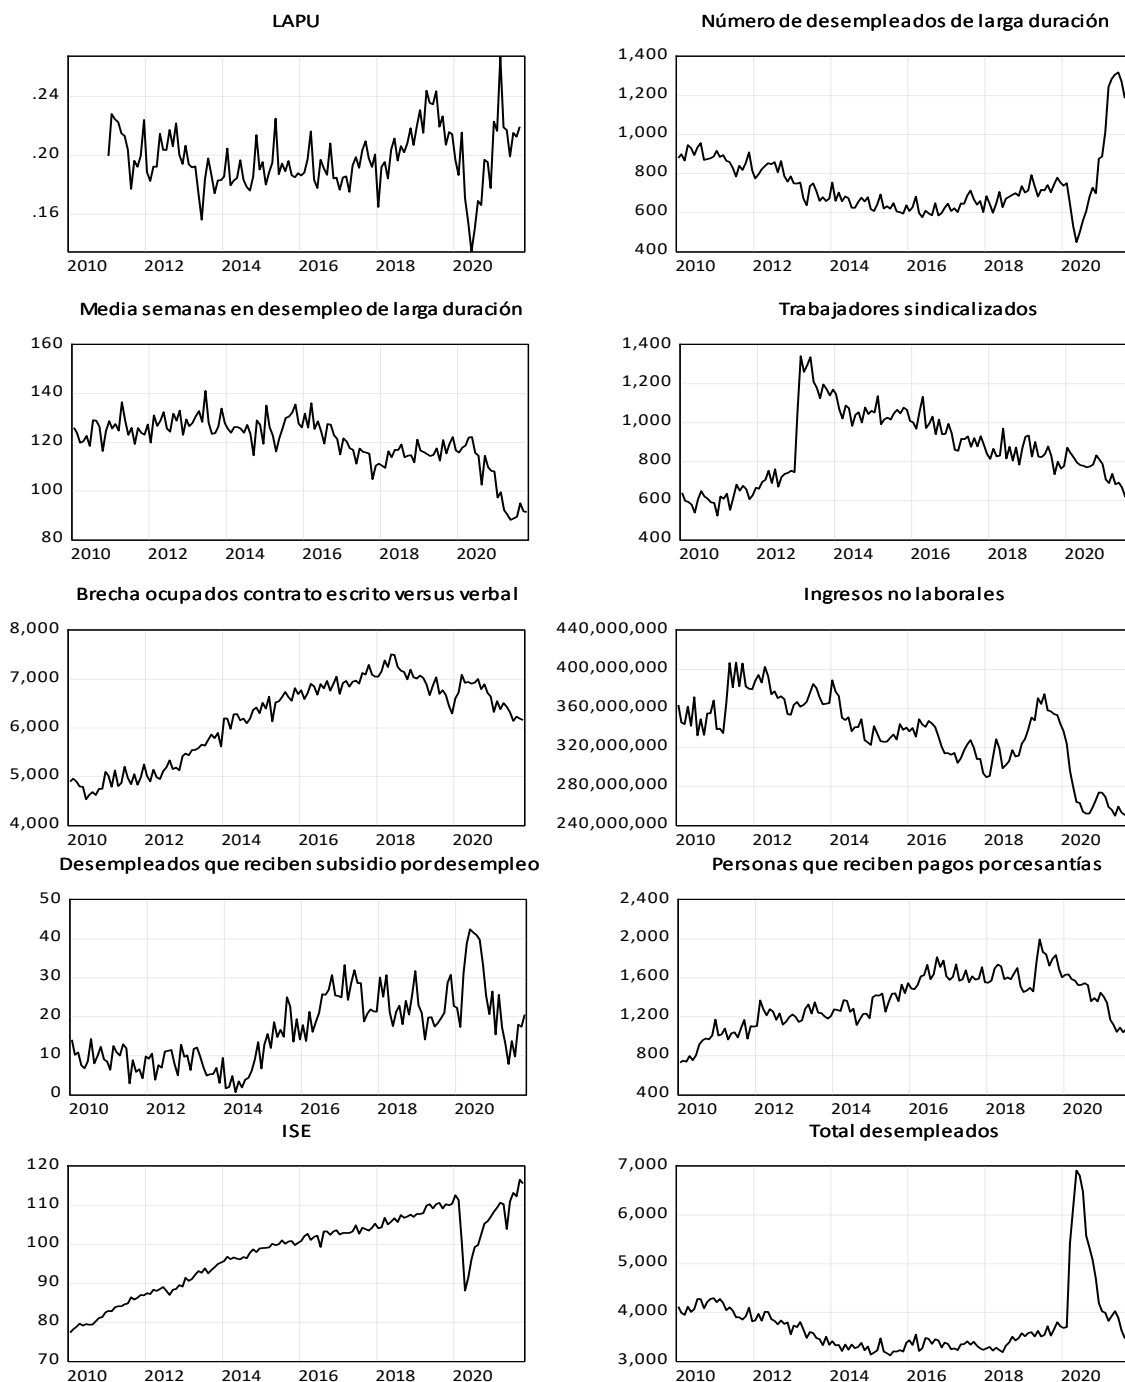 LAPU
.24
.20
.16
2010 2012 2014 2016 2018 2020
Número de desempleados de larga duración
1,400
1,200
1,000
800
600
400
2010 2012 2014 2016 2018 2020
Media semanas en desempleo de larga duración
160
140
120
100
80
2010 2012 2014 2016 2018 2020
Trabajadores sindicalizados
1,400
1,200
1,000
800
600
400
2010 2012 2014 2016 2018 2020
Brecha ocupados contrato escrito versus verbal
8,000
7,000
6,000
5,000
4,000
2010 2012 2014 2016 2018 2020
Ingresos no laborales
440,000,000
400,000,000
360,000,000
320,000,000
280,000,000
240,000,000
2010 2012 2014 2016 2018 2020
Desempleados que reciben subsidio por desempleo
50
40
30
20
10
0
2010 2012 2014 2016 2018 2020
Personas que reciben pagos por cesantías
2,400
2,000
1,600
1,200
800
400
2010 2012 2014 2016 2018 2020
ISE
120
110
100
90
80
70
2010 2012 2014 2016 2018 2020
Total desempleados
7,000
6,000
5,000
4,000
3,000
2010 2012 2014 2016 2018 2020